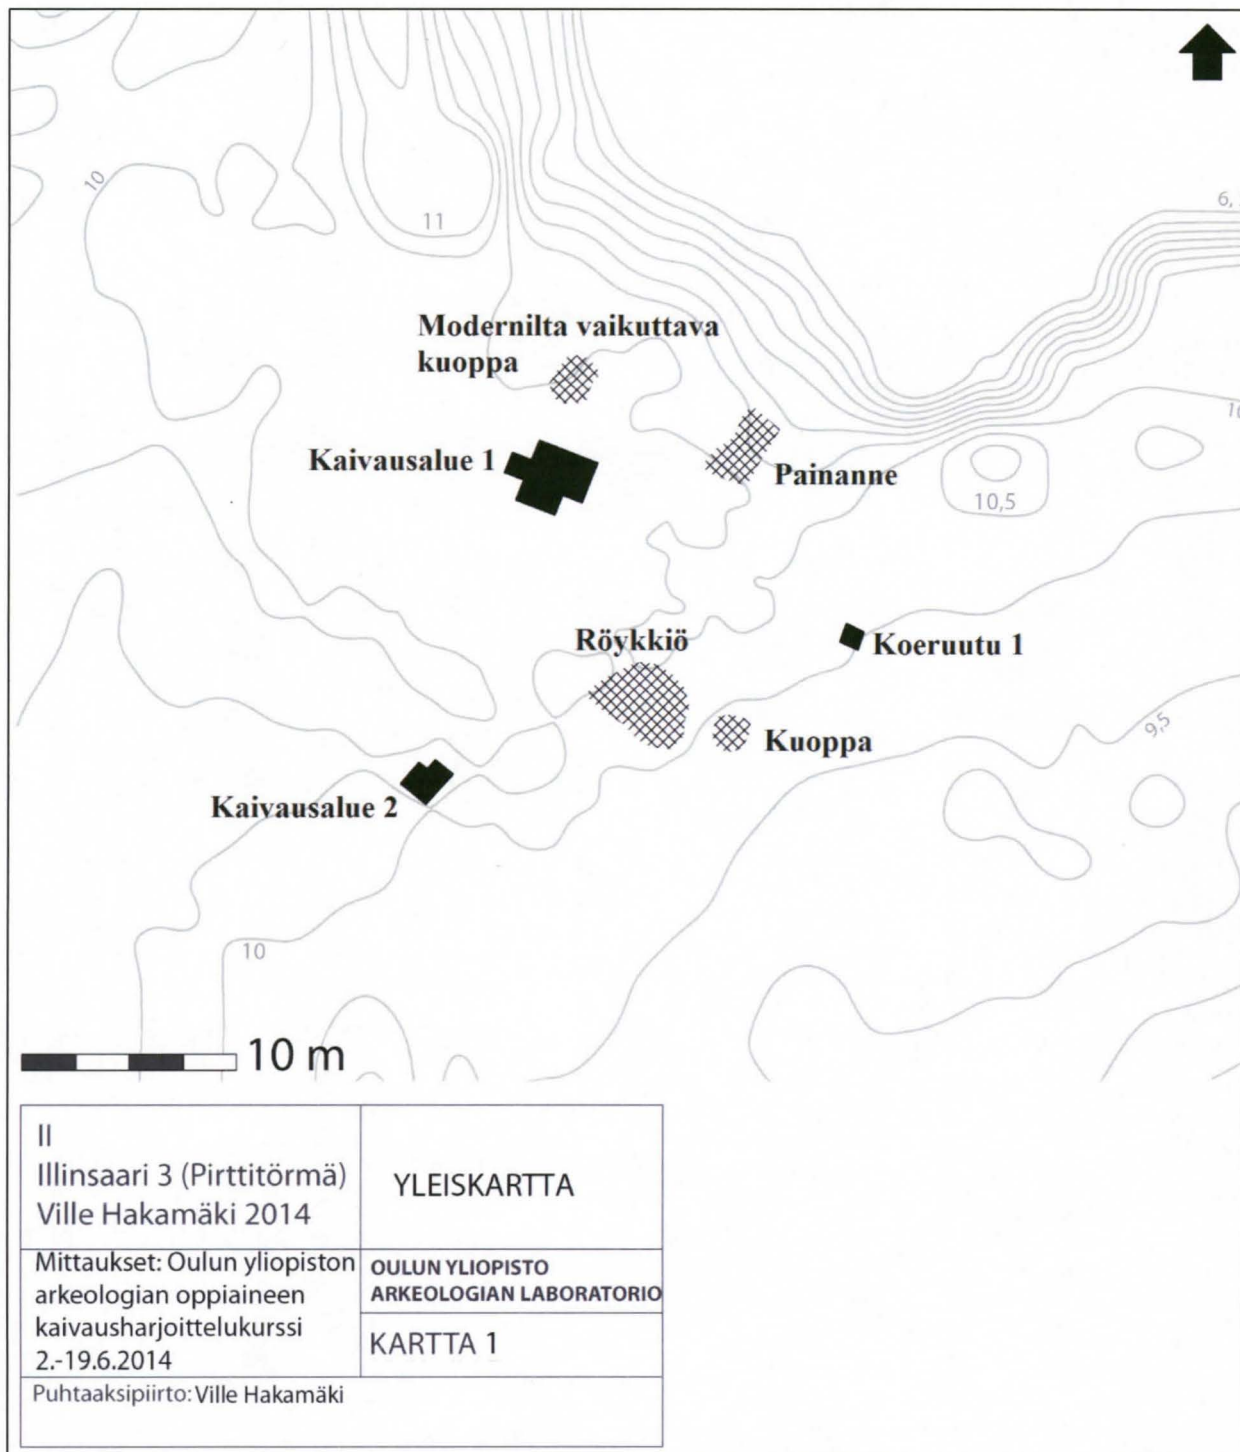 10
11
6,
Modernilta vaikuttava
kuoppa
Kaivausalue 1
Painanne
10,5
Röykkiö
Koeruutu 1
Kuoppa
9,5
Kaivausalue 2
10
10 m
II
Illinsaari 3 (Pirttitörmä)
Ville Hakamäki 2014
YLEISKARTTA
Mittaukset: Oulun yliopiston
arkeologian oppiaineen
kaivausharjoittelukurssi
2.-19.6.2014
OULUN YLIOPISTO
ARKEOLOGIAN LABORATORIO
KARTTA 1
Puhtaaksipiirto: Ville Hakamäki